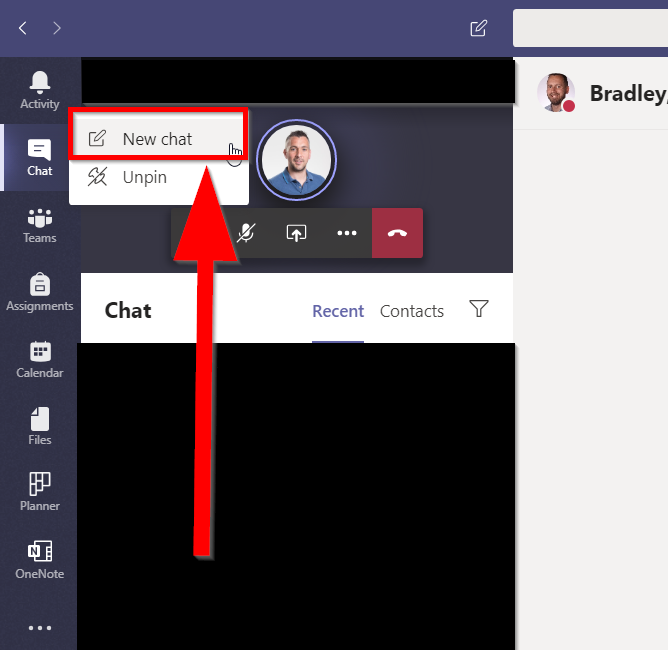 Bradley,
Activity
New chat
Chat
Unpin
Teams
Assignments
Chat
Recent
Contacts
Calendar
Files
Planner
N
OneNote